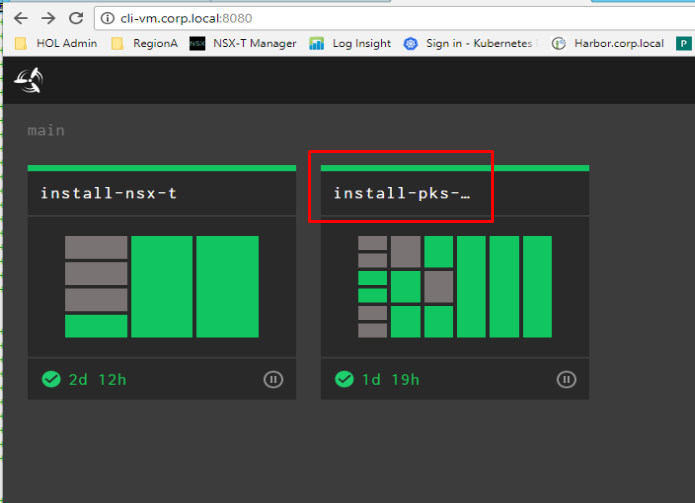 cli-vm.corp.local:8080
HOL Admin RegionA NSX NSX-T Manager Log Insight Sign in - Kubernetes Harbor.corp.local P
main
install-nsx-t install-pks-…
2d 12h 1d 19h